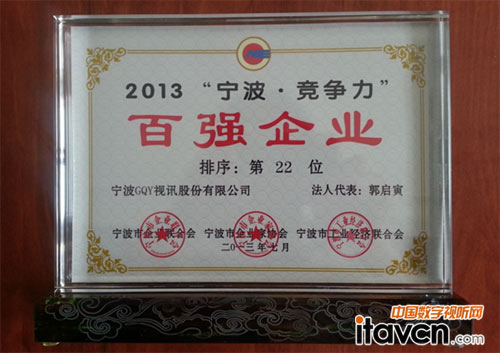 2013 “宁波·竞争力”
百强企业
排序：第 22 位
宁波GQY视讯股份有限公司 法人代表：郭启寅
宁波市企业联合会 宁波市企业家协会 宁波市工业经济联合会
二〇一三年七月
中国数字视听网
itavcn.com